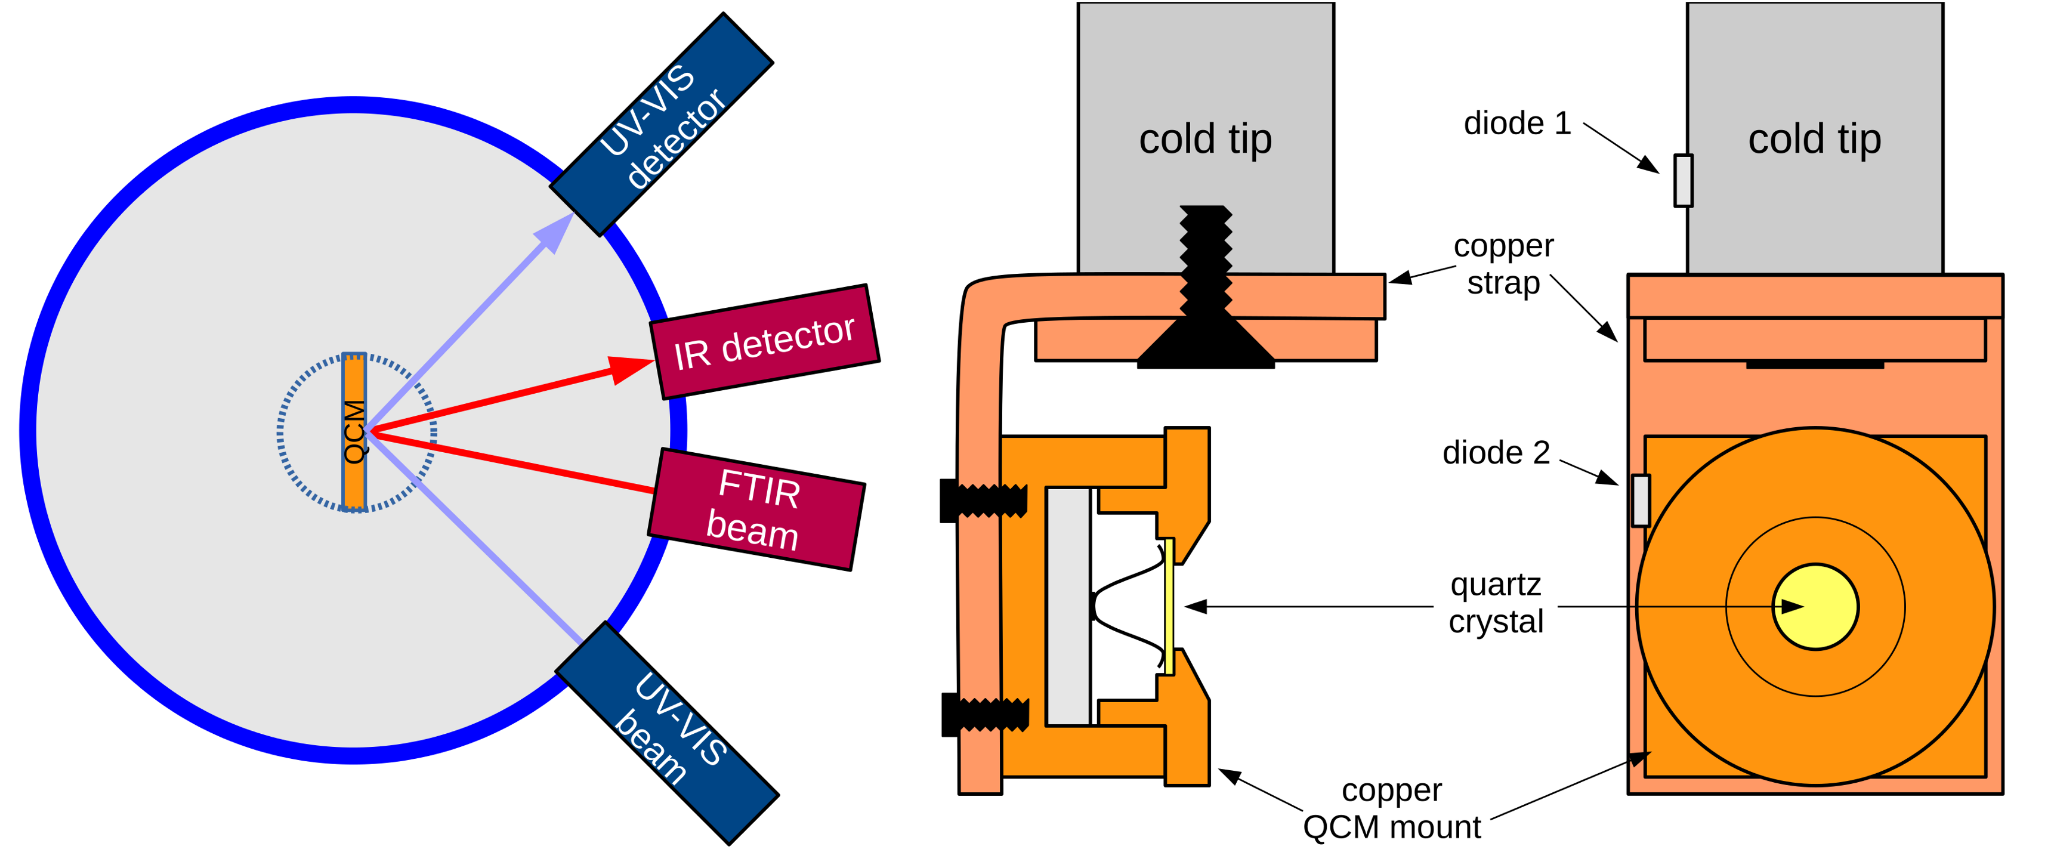 UV-VIS
detector
IR detector
QCM
FTIR
beam
UV-VIS
beam
cold tip
diode 1
cold tip
copper
strap
diode 2
quartz
crystal
copper
QCM mount